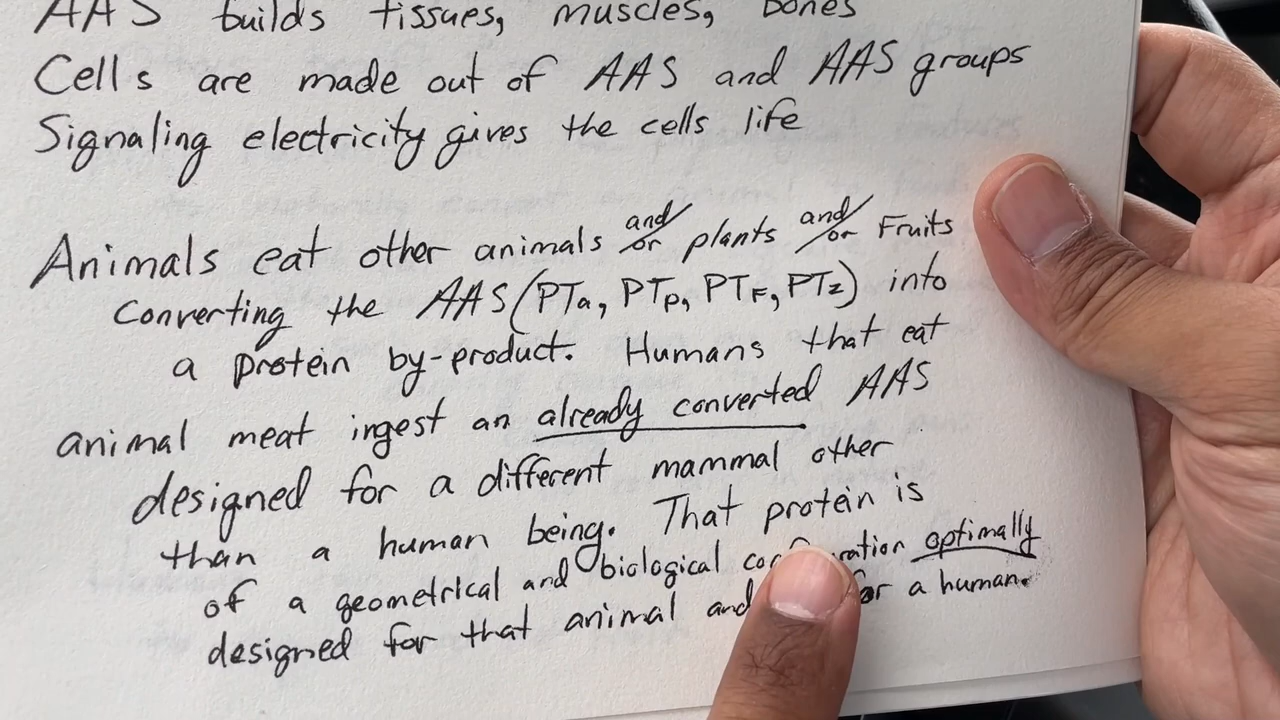 AAS builds tissues, muscles, bones
Cells are made out of AAS and AAS groups
Signaling electricity gives the cells life
Animals eat other animals and/or plants and/or Fruits
Converting the AAS (PTa, PTp, PTF, PTz) into
a protein by-product. Humans that eat
animal meat ingest an already converted AAS
designed for a different mammal other
than a human being. That protein is
of a geometrical and biological optimally
designed for that animal and a human.